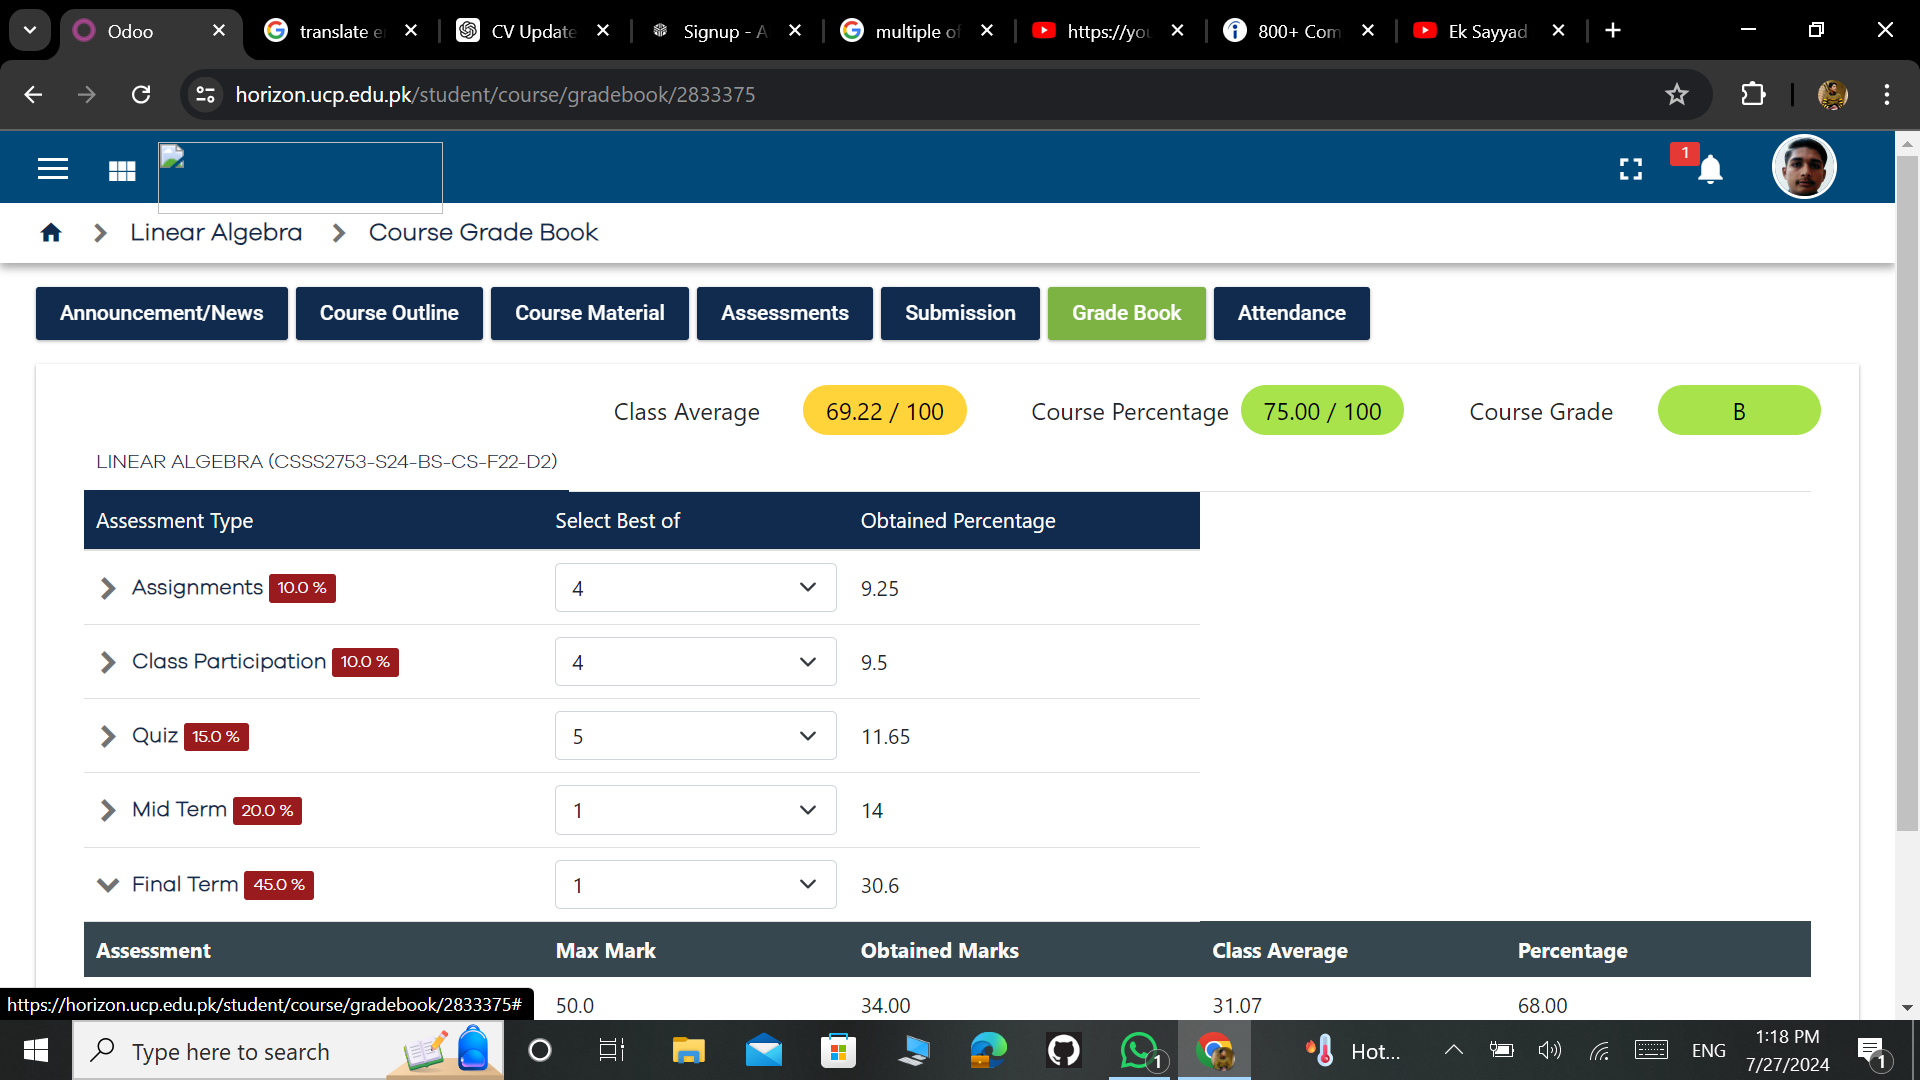 Odoo
translate e
CV Update
Signup - A
multiple of
https://you
800+ Com
Ek Sayyad
horizon.ucp.edu.pk/student/course/gradebook/2833375
1
Linear Algebra
Course Grade Book
Announcement/News
Course Outline
Course Material
Assessments
Submission
Grade Book
Attendance
Class Average 69.22 / 100
Course Percentage 75.00 / 100
Course Grade B
LINEAR ALGEBRA (CSSS2753-S24-BS-CS-F22-D2)
Assessment Type Select Best of Obtained Percentage
Assignments 10.0 % 4 9.25
Class Participation 10.0 % 4 9.5
Quiz 15.0 % 5 11.65
Mid Term 20.0 % 1 14
Final Term 45.0 % 1 30.6
Assessment Max Mark Obtained Marks Class Average Percentage
50.0 34.00 31.07 68.00
https://horizon.ucp.edu.pk/student/course/gradebook/2833375#
Type here to search
1
Hot...
ENG
1:18 PM
7/27/2024
1